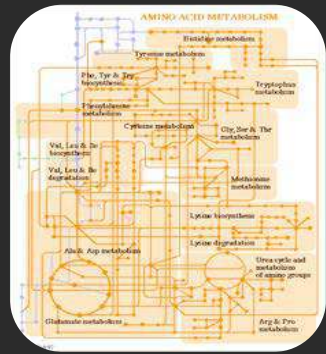 AMINO ACID METABOLISM
Histidine metabolism
Tyrosine metabolism
Phe, Tyr & Trp
biosynthesis
Tryptophan
metabolism
Phenylalanine
metabolism
Cysteine metabolism
Gly, Ser & Thr
metabolism
Val, Leu & Ile
biosynthesis
Val, Leu & Ile
degradation
Methionine
metabolism
Lysine biosynthesis
Lysine degradation
Ala & Asp metabolism
Urea cycle and
metabolism
of amino groups
Glutamate metabolism
Arg & Pro
metabolism